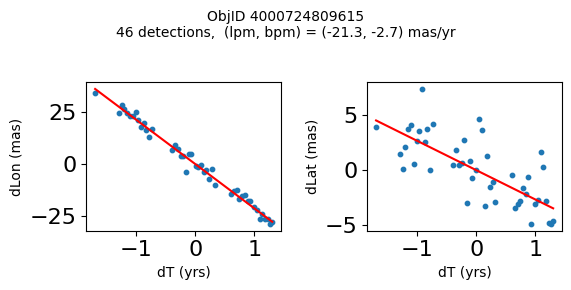 ObjID 4000724809615
46 detections,  (lpm, bpm) = (-21.3, -2.7) mas/yr
dLon (mas)
25
0
−25
−1
0
1
dT (yrs)
dLat (mas)
5
0
−5
−1
0
1
dT (yrs)